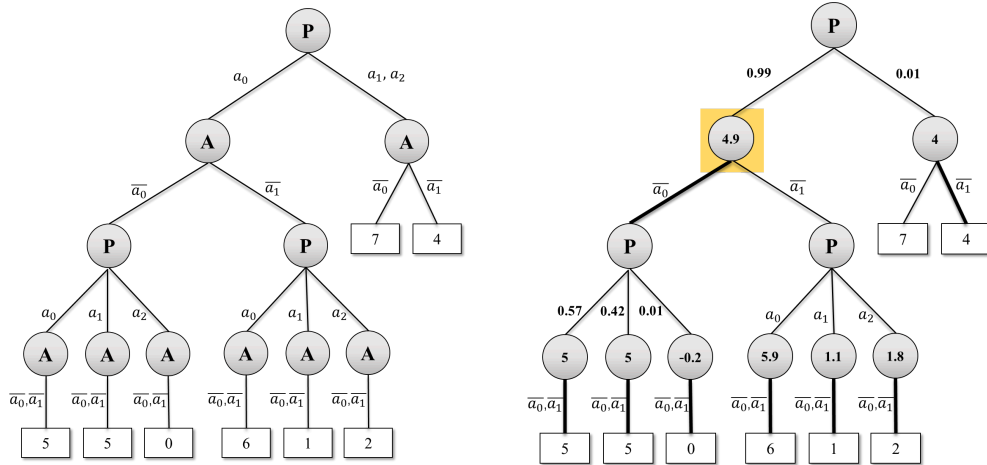 P P
a₀ a₁, a₂ 0.99 0.01
A A 4.9 4
a̅₀ a̅₁ a̅₀ a̅₁ a̅₀ a̅₁ a̅₀ a̅₁
P P 7 4 P P 7 4
a₀ a₁ a₂ a₀ a₁ a₂ 0.57 0.42 0.01 a₀ a₁ a₂
A A A A A A 5 5 -0.2 5.9 1.1 1.8
a̅₀,a̅₁ a̅₀,a̅₁ a̅₀,a̅₁ a̅₀,a̅₁ a̅₀,a̅₁ a̅₀,a̅₁ a̅₀,a̅₁ a̅₀,a̅₁ a̅₀,a̅₁ a̅₀,a̅₁ a̅₀,a̅₁ a̅₀,a̅₁
5 5 0 6 1 2 5 5 0 6 1 2